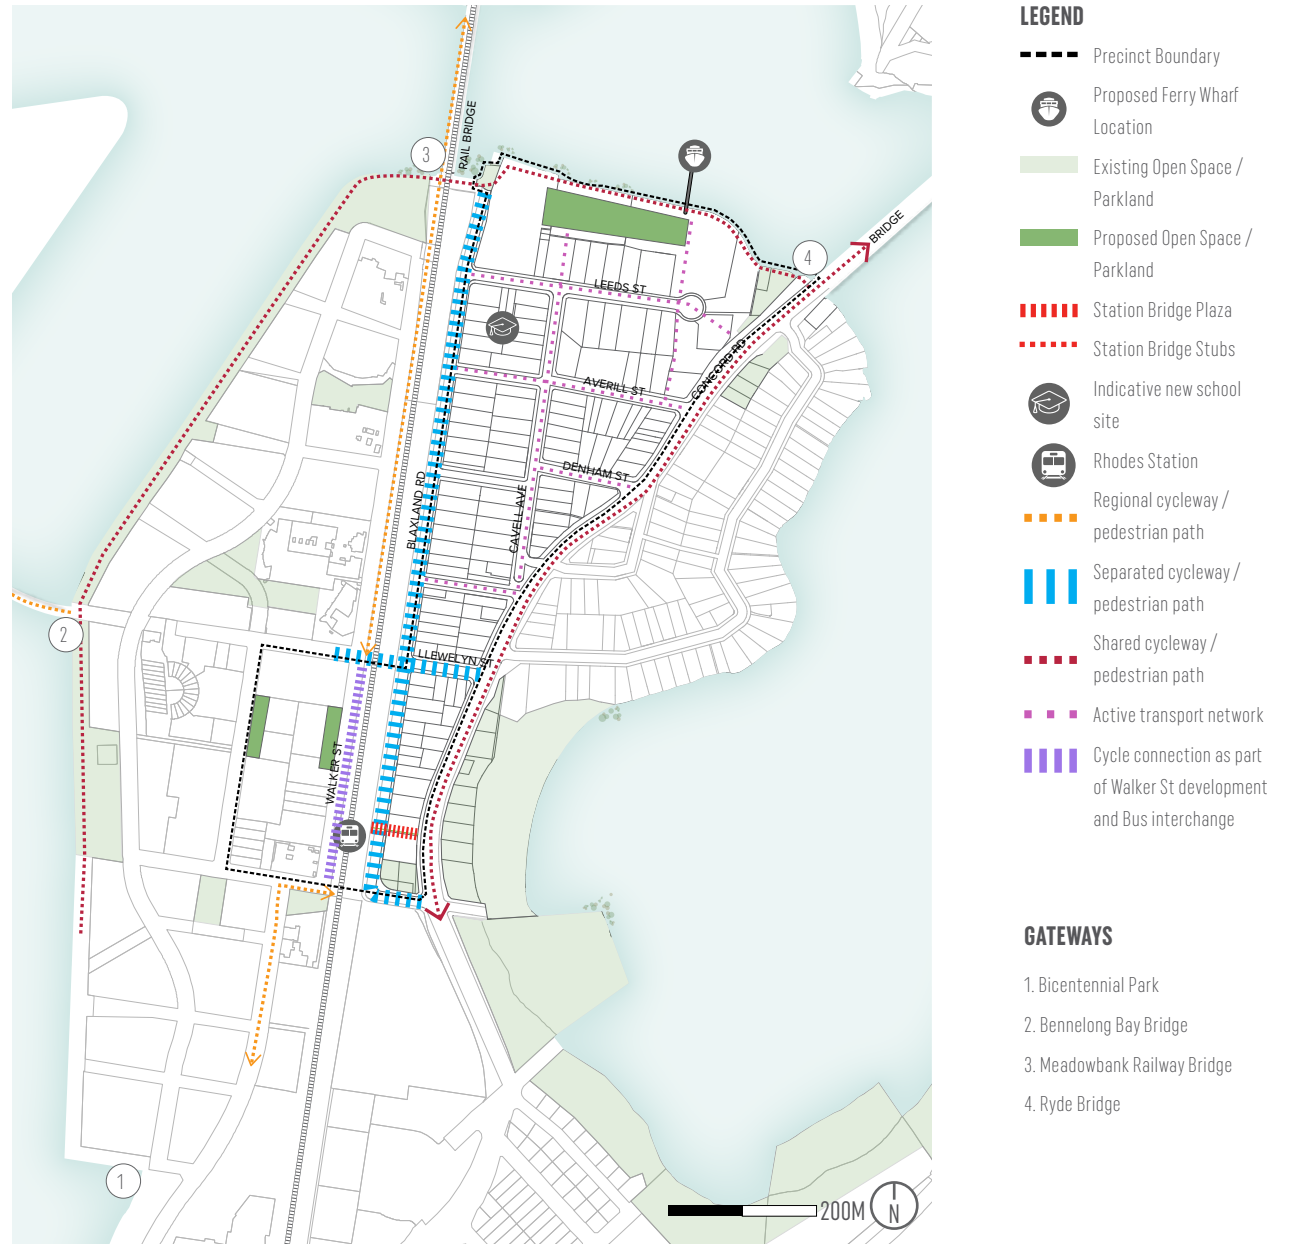 3
RAIL BRIDGE
4
BRIDGE
LEEDS ST
CONCORD RD
AVERILL ST
DENHAM ST
BLAXLAND RD
CAVELL AVE
2
LLEWELYN ST
WALKER ST
1
200M
N
LEGEND
Precinct Boundary
Proposed Ferry Wharf
Location
Existing Open Space /
Parkland
Proposed Open Space /
Parkland
Station Bridge Plaza
Station Bridge Stubs
Indicative new school
site
Rhodes Station
Regional cycleway /
pedestrian path
Separated cycleway /
pedestrian path
Shared cycleway /
pedestrian path
Active transport network
Cycle connection as part
of Walker St development
and Bus interchange
GATEWAYS
1. Bicentennial Park
2. Bennelong Bay Bridge
3. Meadowbank Railway Bridge
4. Ryde Bridge